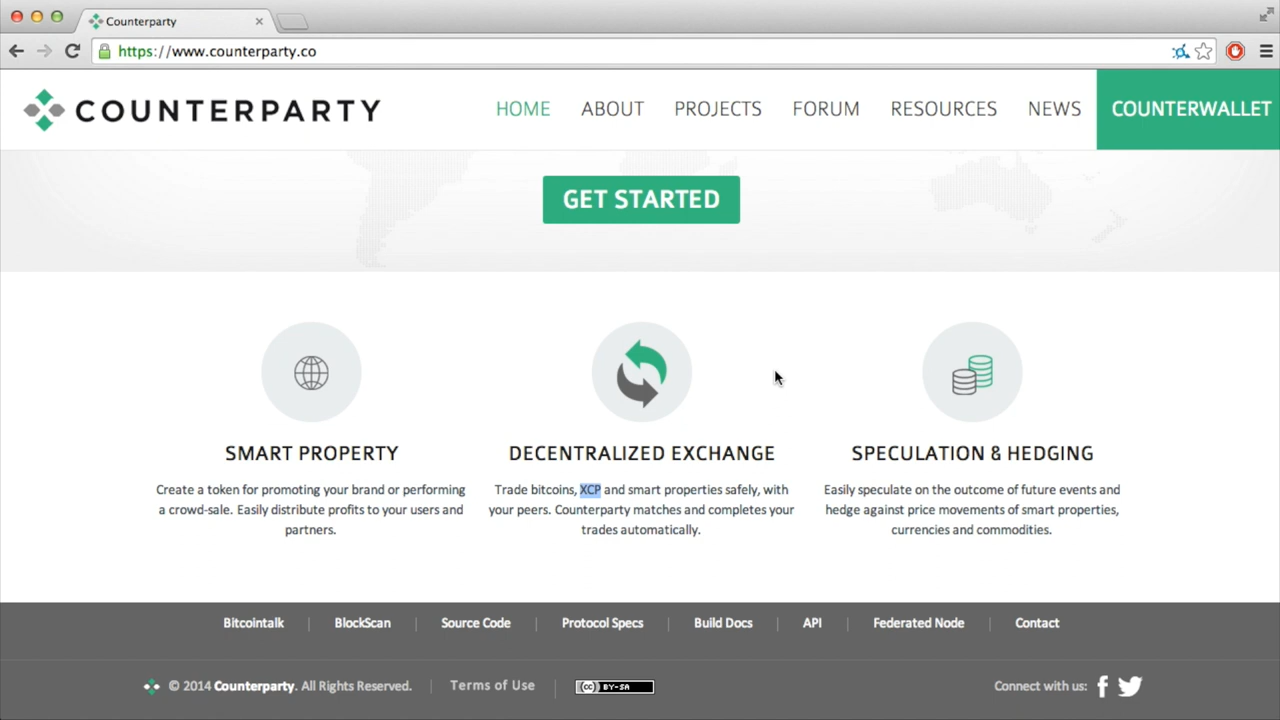 Counterparty
https://www.counterparty.co
COUNTERPARTY
HOME ABOUT PROJECTS FORUM RESOURCES NEWS COUNTERWALLET
GET STARTED
SMART PROPERTY
Create a token for promoting your brand or performing
a crowd-sale. Easily distribute profits to your users and
partners.
DECENTRALIZED EXCHANGE
Trade bitcoins, XCP and smart properties safely, with
your peers. Counterparty matches and completes your
trades automatically.
SPECULATION & HEDGING
Easily speculate on the outcome of future events and
hedge against price movements of smart properties,
currencies and commodities.
Bitcointalk | BlockScan | Source Code | Protocol Specs | Build Docs | API | Federated Node | Contact
© 2014 Counterparty. All Rights Reserved. | Terms of Use | cc BY-SA
Connect with us: